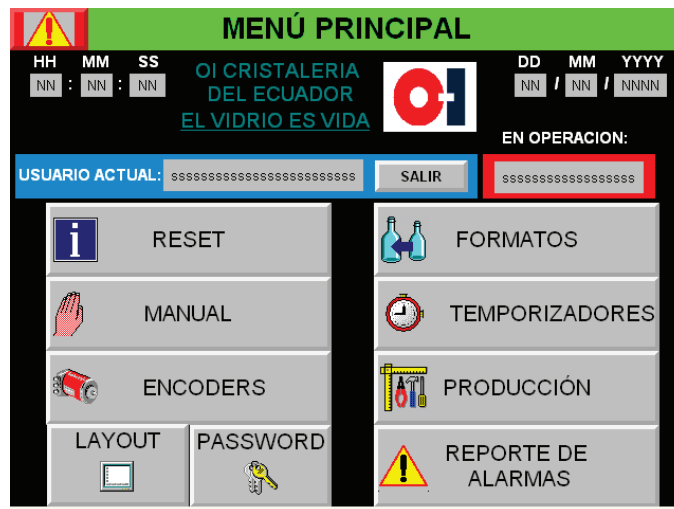 MENÚ PRINCIPAL
HH MM SS
NN : NN : NN
OI CRISTALERIA
DEL ECUADOR
EL VIDRIO ES VIDA
DD MM YYYY
NN / NN / NNNN
EN OPERACION:
USUARIO ACTUAL: sssssssssssssssssssssssss SALIR
ssssssssssssssssss
RESET
FORMATOS
MANUAL
TEMPORIZADORES
ENCODERS
PRODUCCIÓN
LAYOUT
PASSWORD
REPORTE DE
ALARMAS